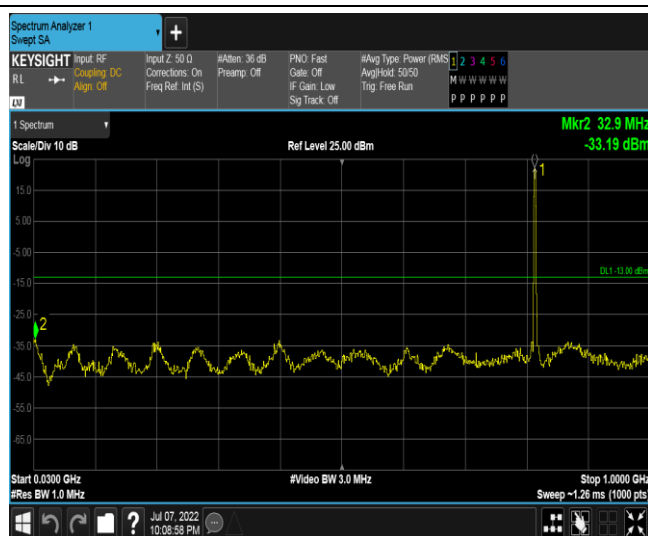 Spectrum Analyzer 1
Swept SA
KEYSIGHT
RL
LXI
Input: RF
Coupling: DC
Align: Off
Input Z: 50 Ω
Corrections: On
Freq Ref: Int (S)
#Atten: 36 dB
Preamp: Off
PNO: Fast
Gate: Off
IF Gain: Low
Sig Track: Off
#Avg Type: Power (RMS
Avg|Hold: 50/50
Trig: Free Run
1 2 3 4 5 6
M W W W W W
P P P P P P
1 Spectrum
Scale/Div 10 dB
Ref Level 25.00 dBm
Mkr2 32.9 MHz
-33.19 dBm
Log
15.0
5.00
-5.00
-15.0
-25.0
-35.0
-45.0
-55.0
-65.0
1
2
DL1 -13.00 dBm
Start 0.0300 GHz
#Res BW 1.0 MHz
#Video BW 3.0 MHz
Stop 1.0000 GHz
Sweep ~1.26 ms (1000 pts)
?
Jul 07, 2022
10:08:58 PM